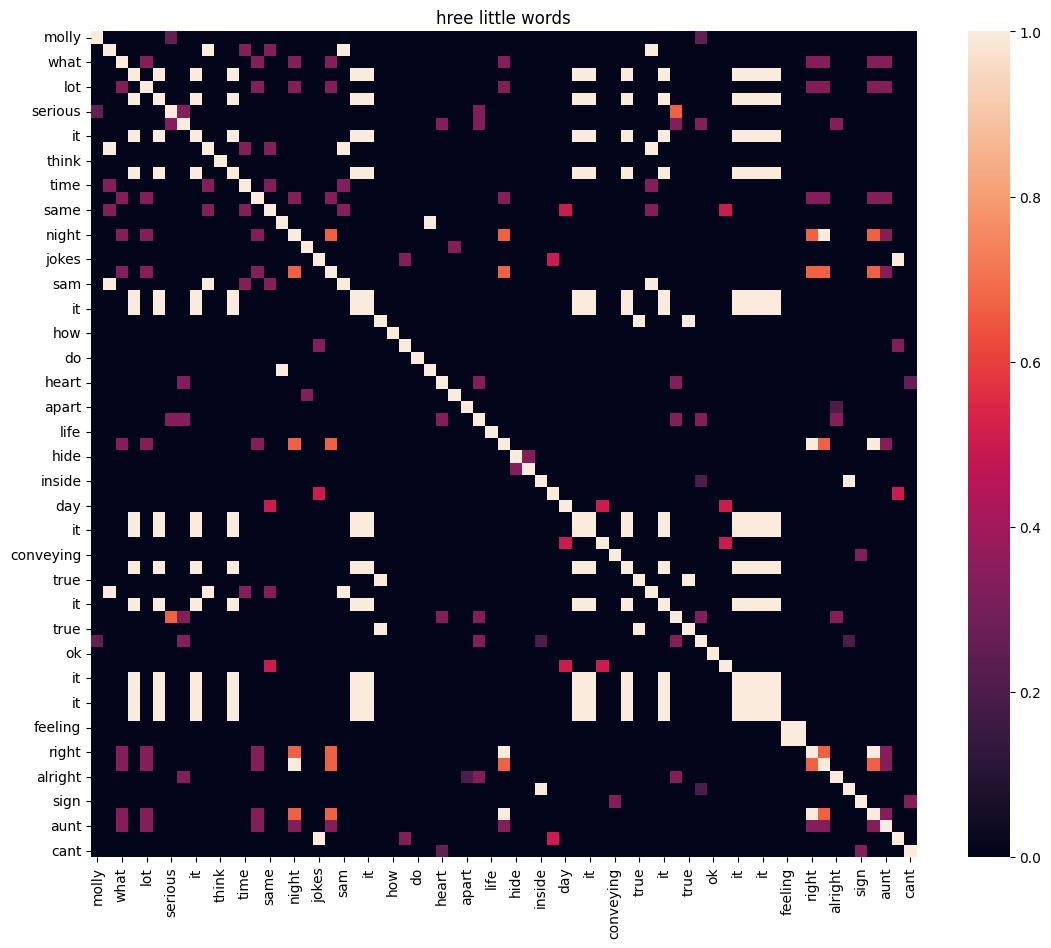 hree little words
molly
what
lot
serious
it
think
time
same
night
jokes
sam
it
how
do
heart
apart
life
hide
inside
day
it
conveying
true
it
true
ok
it
it
feeling
right
alright
sign
aunt
cant
1.0
0.8
0.6
0.4
0.2
0.0
molly
what
lot
serious
it
think
time
same
night
jokes
sam
it
how
do
heart
apart
life
hide
inside
day
it
conveying
true
it
true
ok
it
it
feeling
right
alright
sign
aunt
cant